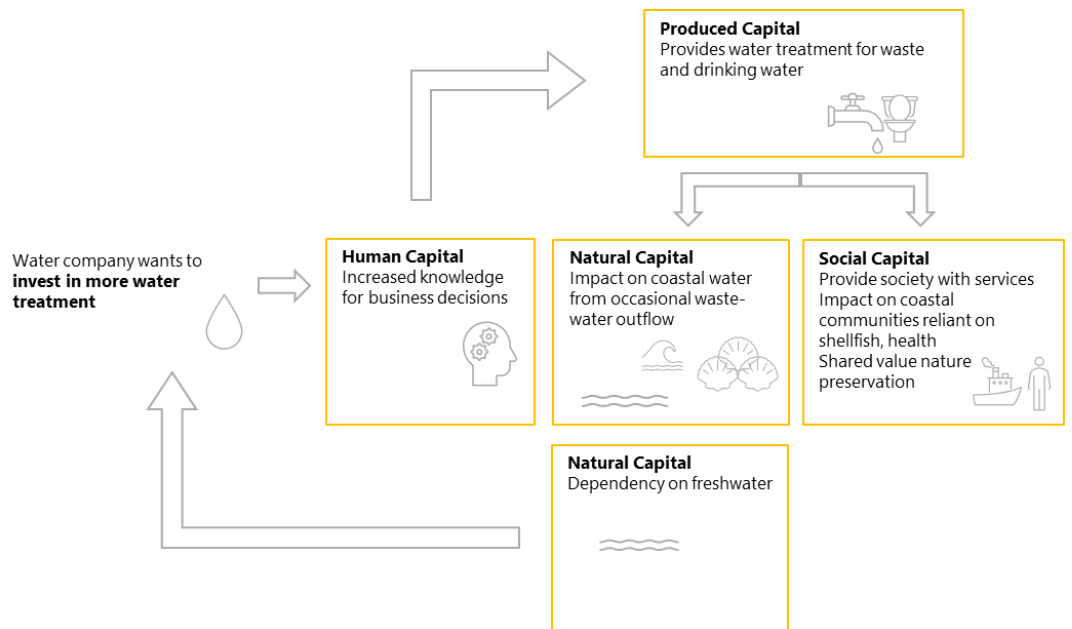 Produced Capital
Provides water treatment for waste
and drinking water
Water company wants to
invest in more water
treatment
Human Capital
Increased knowledge
for business decisions
Natural Capital
Impact on coastal water
from occasional waste-
water outflow
Social Capital
Provide society with services
Impact on coastal
communities reliant on
shellfish, health
Shared value nature
preservation
Natural Capital
Dependency on freshwater